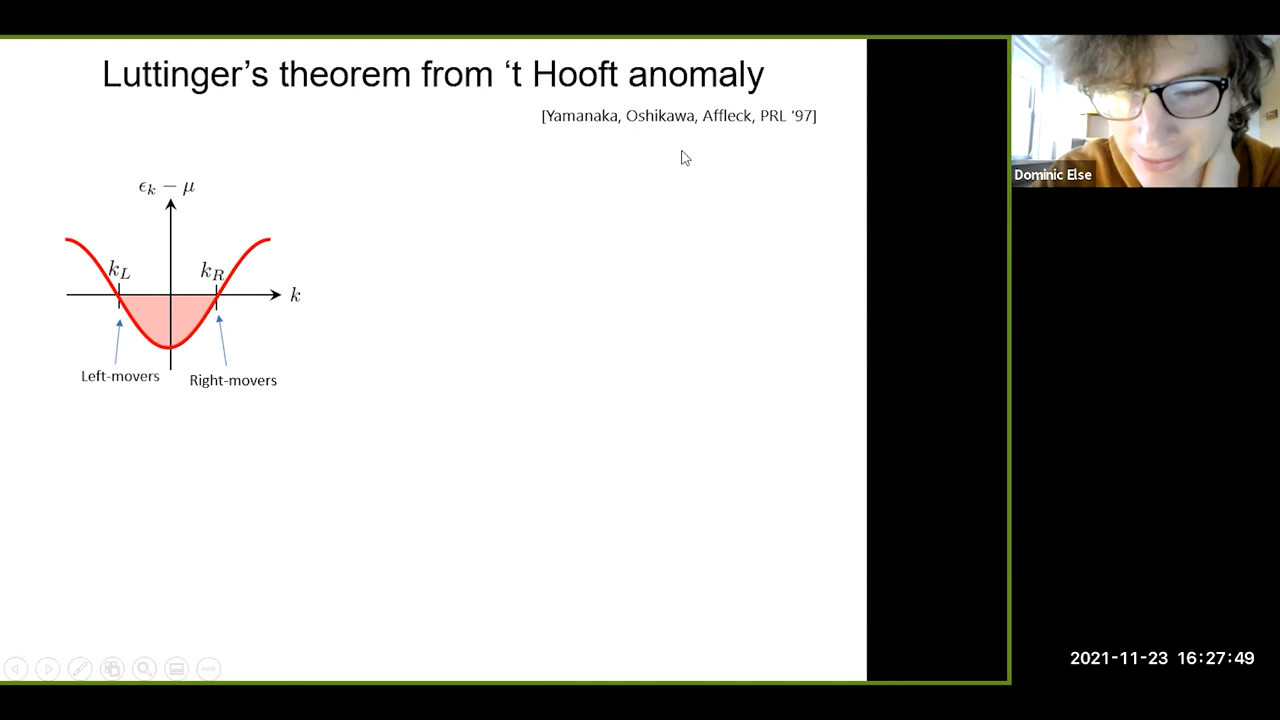 Luttinger’s theorem from ‘t Hooft anomaly
[Yamanaka, Oshikawa, Affleck, PRL ’97]
ϵ_k − μ
k_L
k_R
k
Left-movers
Right-movers
Dominic Else
2021-11-23 16:27:49